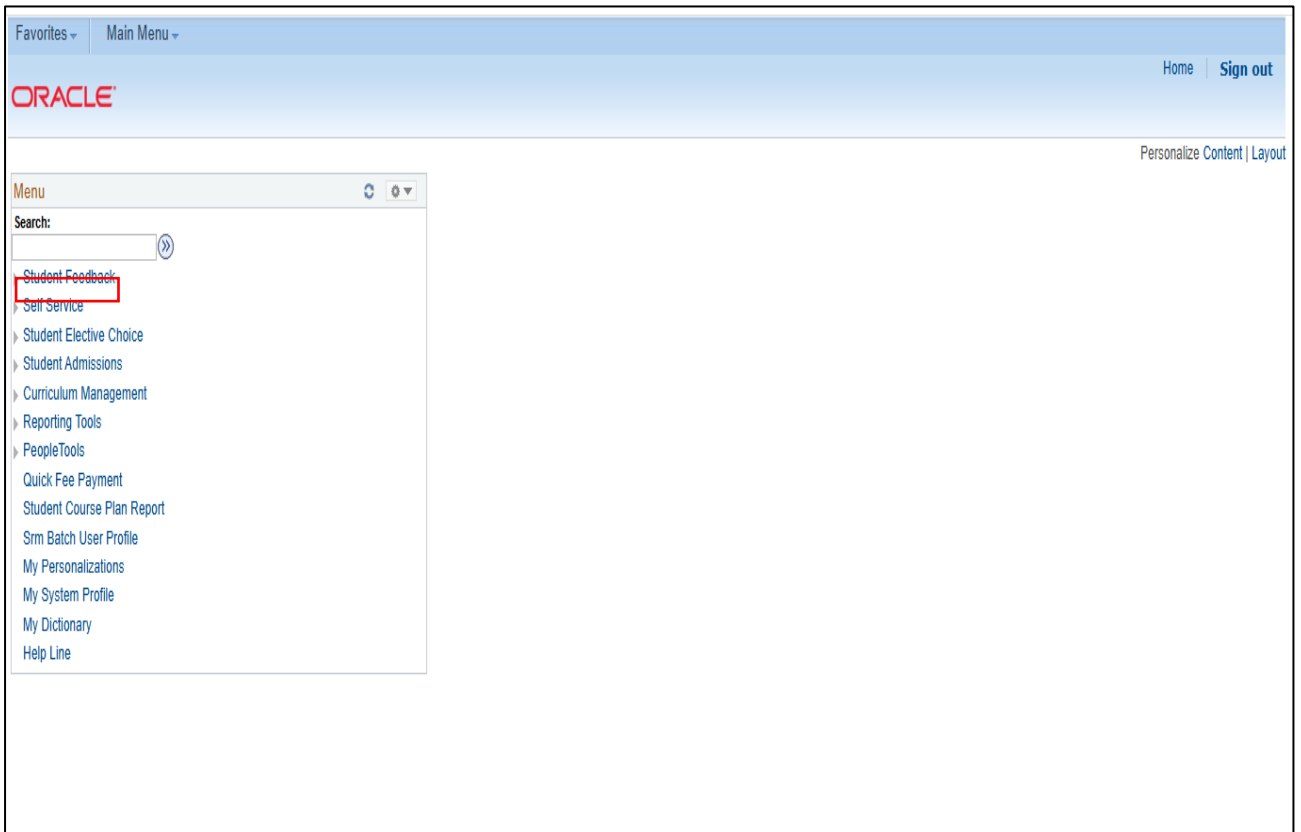 Favorites Main Menu
Home Sign out
ORACLE
Personalize Content | Layout
Menu
Search:
Student Feedback
Self Service
Student Elective Choice
Student Admissions
Curriculum Management
Reporting Tools
PeopleTools
Quick Fee Payment
Student Course Plan Report
Srm Batch User Profile
My Personalizations
My System Profile
My Dictionary
Help Line